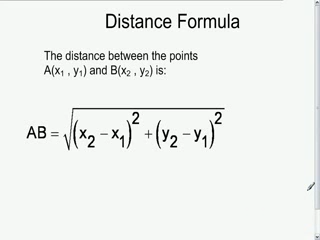 Distance Formula
The distance between the points
A(x₁ , y₁) and B(x₂ , y₂) is:
AB = √((x₂ − x₁)² + (y₂ − y₁)²)